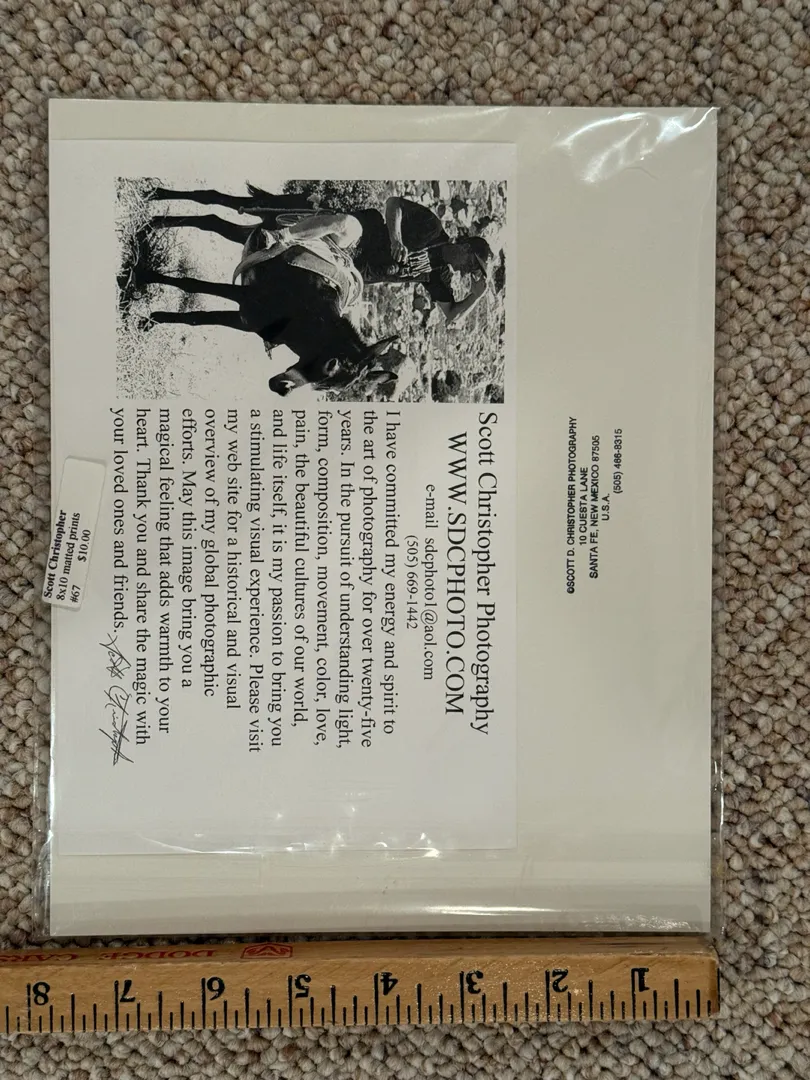 Scott Christopher Photography
WWW.SDCPHOTO.COM
e-mail sdcphoto1@aol.com
(505) 669-1442
I have committed my energy and spirit to
the art of photography for over twenty-five
years. In the pursuit of understanding light,
form, composition, movement, color, love,
pain, the beautiful cultures of our world,
and life itself, it is my passion to bring you
a stimulating visual experience. Please visit
my web site for a historical and visual
overview of my global photographic
efforts. May this image bring you a
magical feeling that adds warmth to your
heart. Thank you and share the magic with
your loved ones and friends.
Scott Christopher
Scott Christopher
8x10 matted prints
#67 $10.00
©SCOTT D. CHRISTOPHER PHOTOGRAPHY
10 CUESTA LANE
SANTA FE, NEW MEXICO 87505
U.S.A.
(505) 466-8315
DODGE CARS
1 2 3 4 5 6 7 8